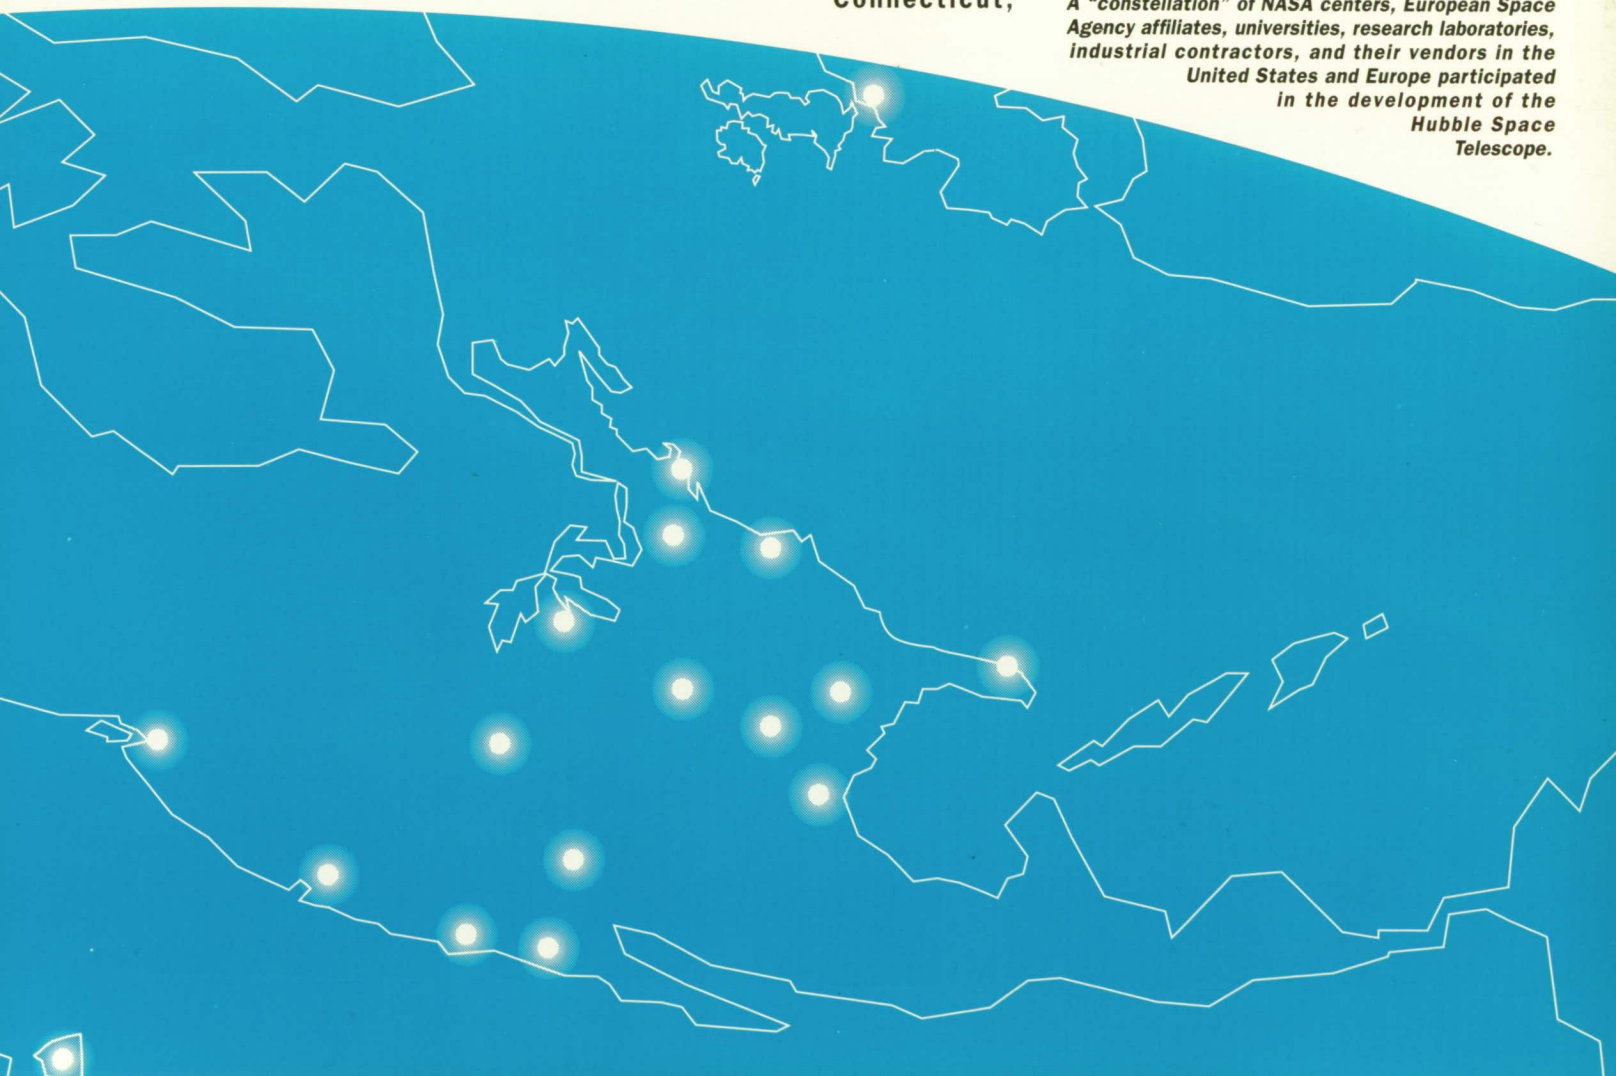 Connecticut,
A "constellation" of NASA centers, European Space
Agency affiliates, universities, research laboratories,
industrial contractors, and their vendors in the
United States and Europe participated
in the development of the
Hubble Space
Telescope.